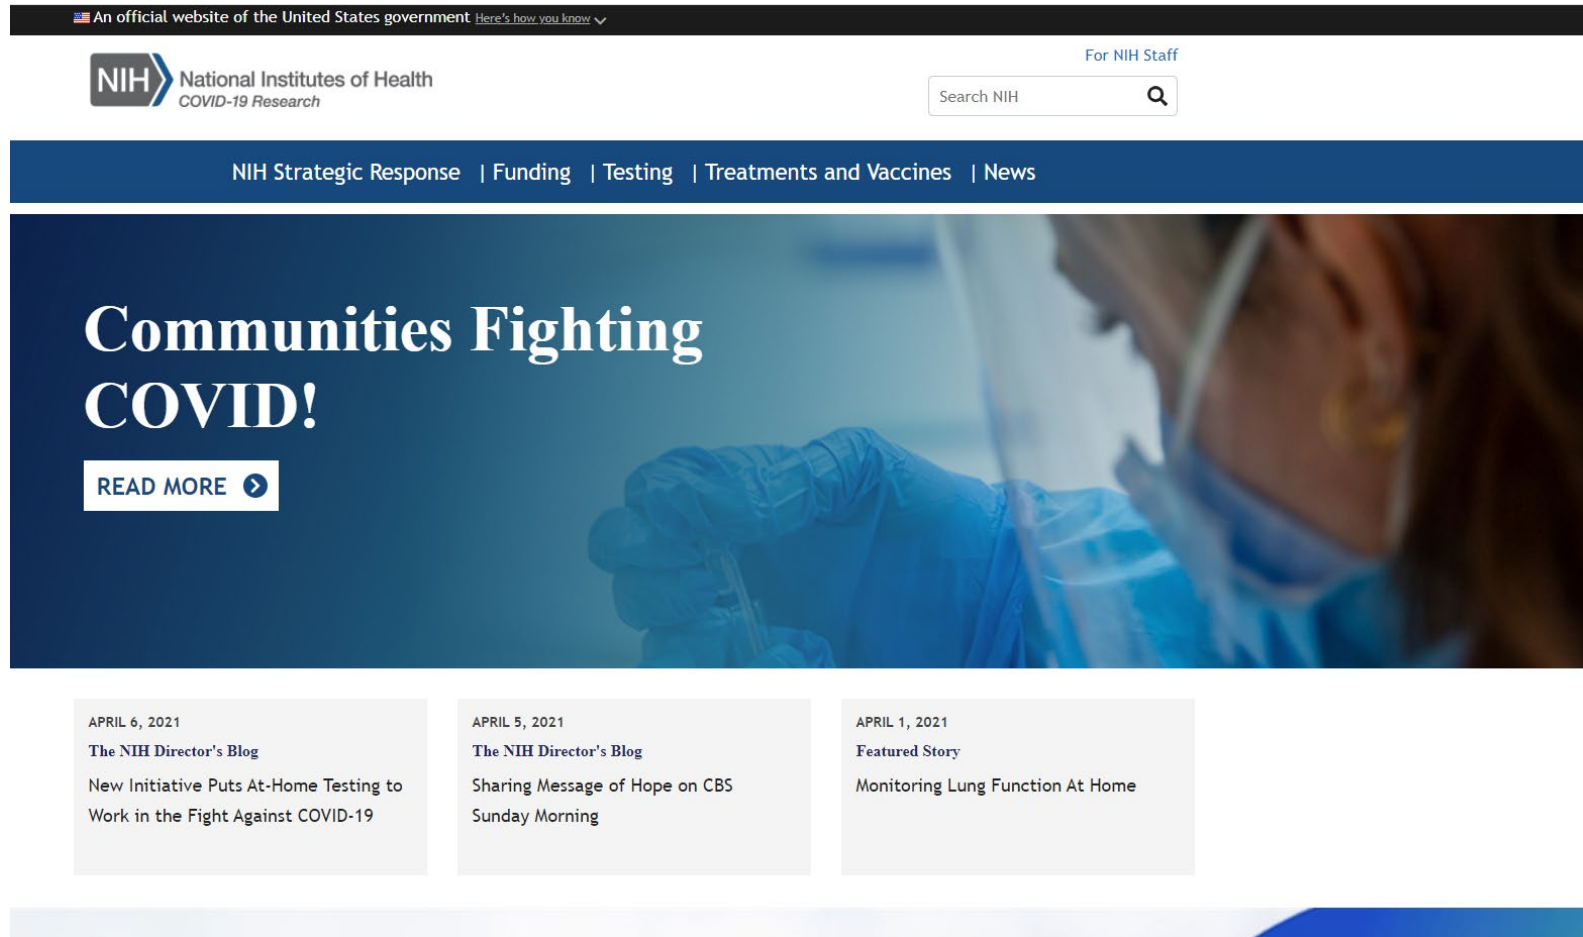 An official website of the United States government Here's how you know
For NIH Staff
NIH National Institutes of Health
COVID-19 Research
Search NIH
NIH Strategic Response | Funding | Testing | Treatments and Vaccines | News
Communities Fighting
COVID!
READ MORE
APRIL 6, 2021
The NIH Director's Blog
New Initiative Puts At-Home Testing to
Work in the Fight Against COVID-19
APRIL 5, 2021
The NIH Director's Blog
Sharing Message of Hope on CBS
Sunday Morning
APRIL 1, 2021
Featured Story
Monitoring Lung Function At Home